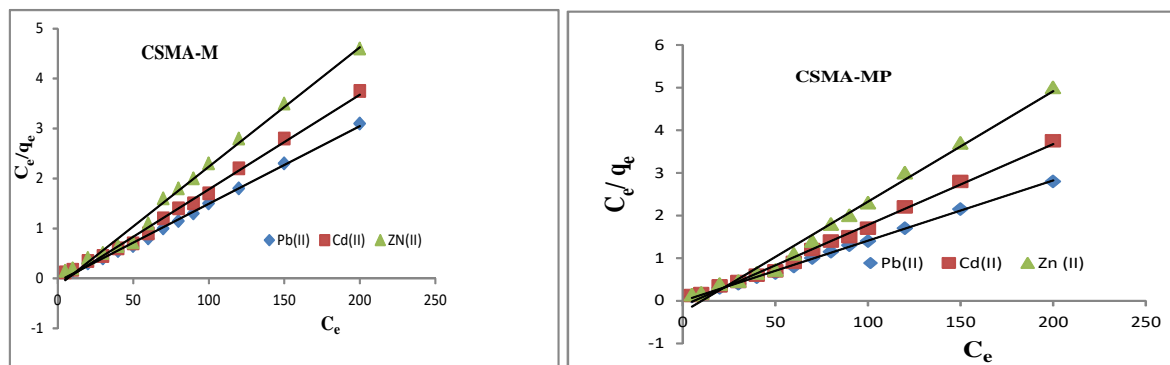 CSMA-M
5
4
3
2
1
0
-1
0 50 100 150 200 250
Ce/qe
Ce
Pb(II) Cd(II) ZN(II)
CSMA-MP
6
5
4
3
2
1
0
-1
0 50 100 150 200 250
Ce/ qe
Ce
Pb(II) Cd(II) Zn (II)